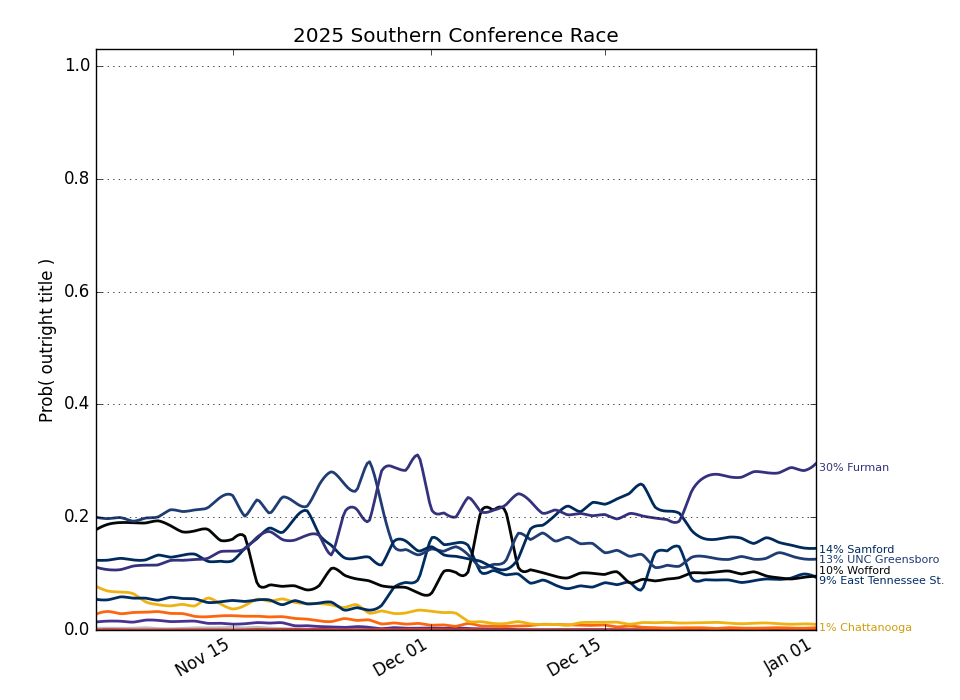 2025 Southern Conference Race
Prob( outright title )
1.0
0.8
0.6
0.4
0.2
0.0
Nov 15
Dec 01
Dec 15
Jan 01
30% Furman
14% Samford
13% UNC Greensboro
10% Wofford
9% East Tennessee St.
1% Chattanooga